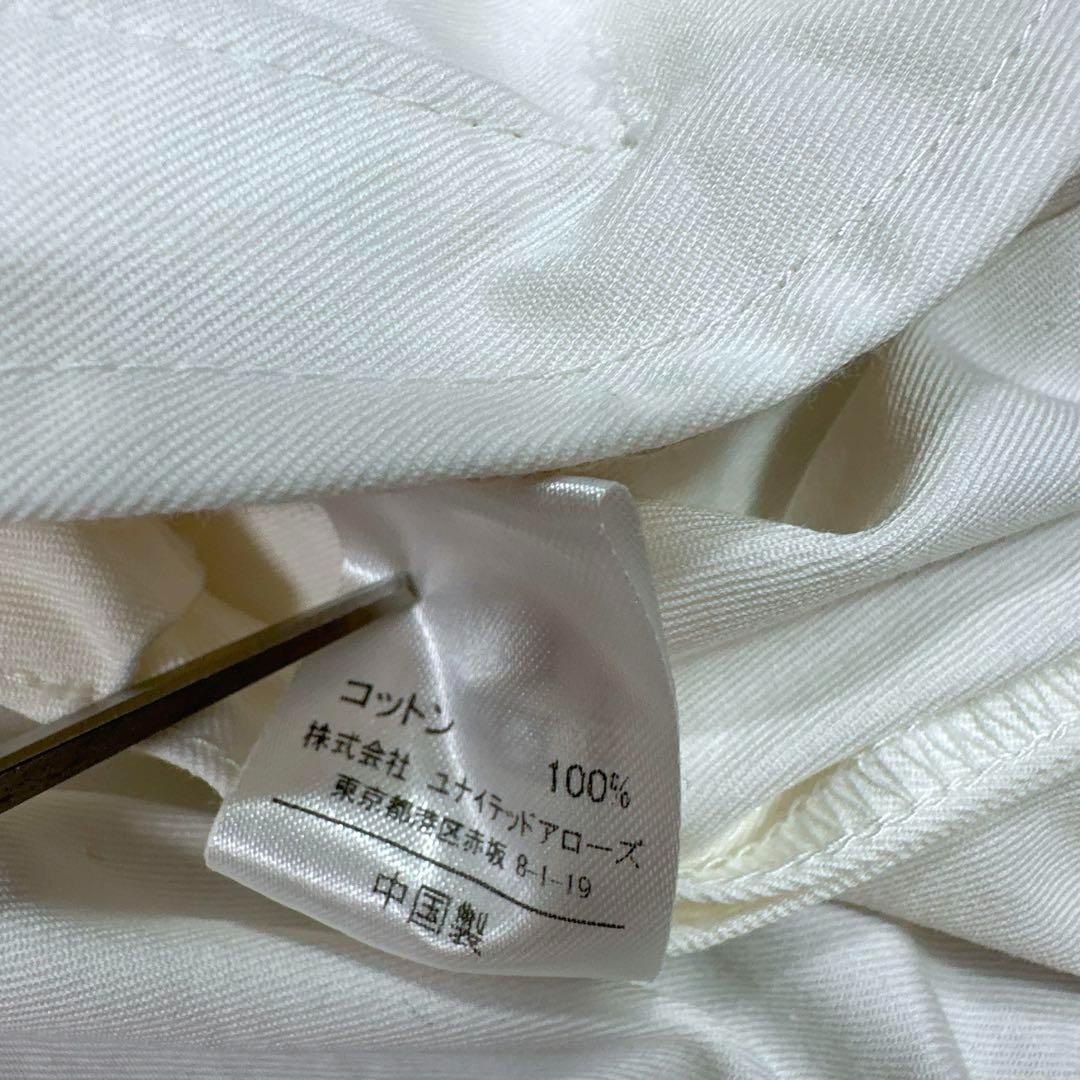 コットン 100%
株式会社 ユナイテッドアローズ
東京都港区赤坂 8-1-19
中国製